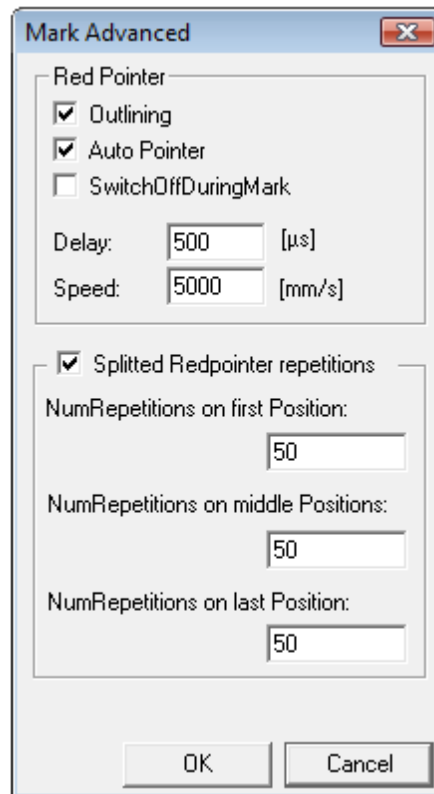 Mark Advanced
Red Pointer
Outlining
Auto Pointer
SwitchOffDuringMark
Delay: 500 [µs]
Speed: 5000 [mm/s]
Splitted Redpointer repetitions
NumRepetitions on first Position:
50
NumRepetitions on middle Positions:
50
NumRepetitions on last Position:
50
OK Cancel